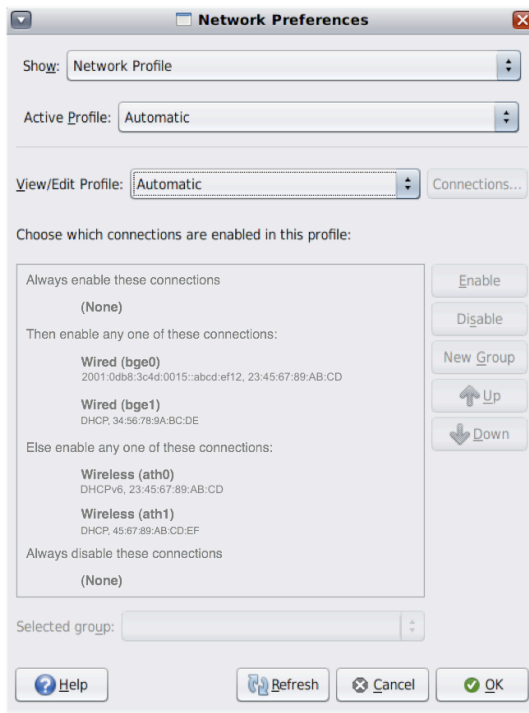 Network Preferences
Show: Network Profile
Active Profile: Automatic
View/Edit Profile: Automatic Connections...
Choose which connections are enabled in this profile:
Always enable these connections
(None)
Then enable any one of these connections:
Wired (bge0)
2001:0db8:3c4d:0015::abcd:ef12, 23:45:67:89:AB:CD
Wired (bge1)
DHCP, 34:56:78:9A:BC:DE
Else enable any one of these connections:
Wireless (ath0)
DHCPv6, 23:45:67:89:AB:CD
Wireless (ath1)
DHCP, 45:67:89:AB:CD:EF
Always disable these connections
(None)
Enable
Disable
New Group
Up
Down
Selected group:
Help Refresh Cancel OK